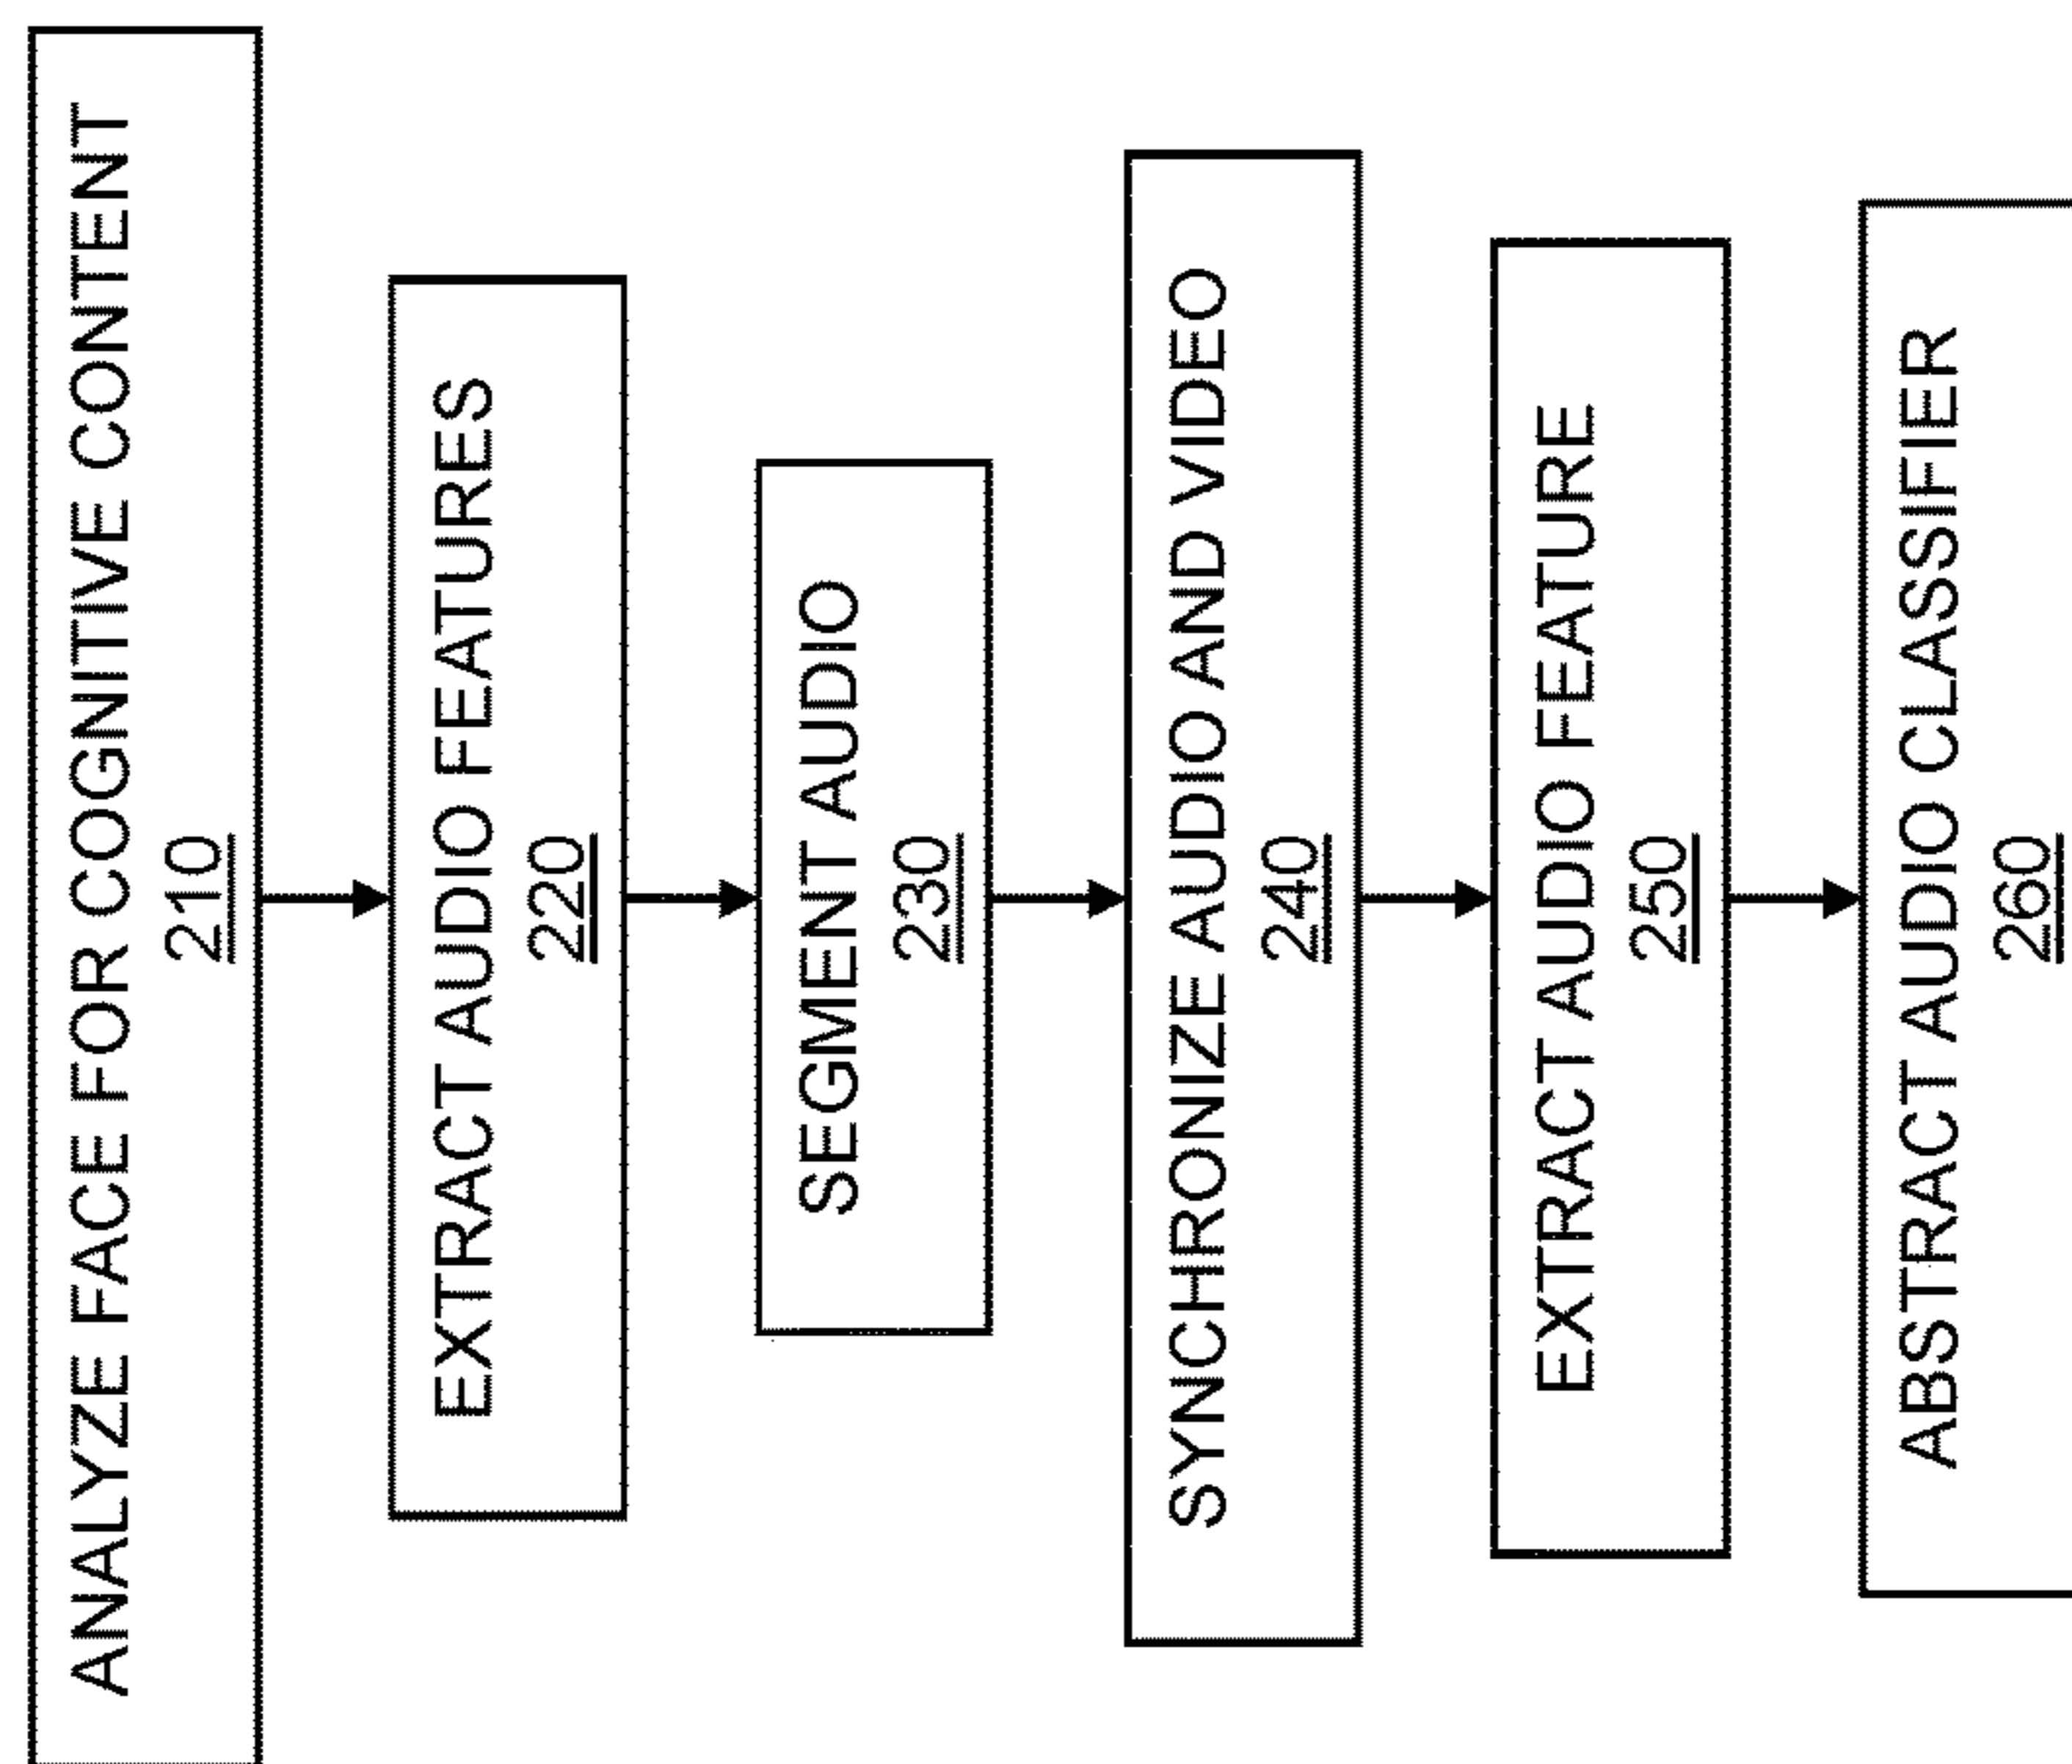 ANALYZE FACE FOR COGNITIVE CONTENT
210
EXTRACT AUDIO FEATURES
220
SEGMENT AUDIO
230
SYNCHRONIZE AUDIO AND VIDEO
240
EXTRACT AUDIO FEATURE
250
ABSTRACT AUDIO CLASSIFIER
260